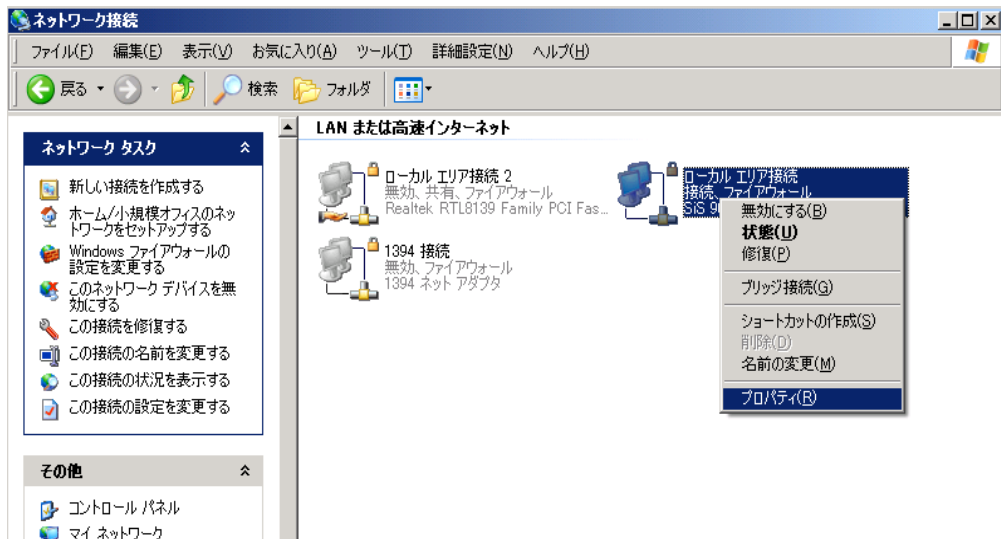 ネットワーク接続
ファイル(F) 編集(E) 表示(V) お気に入り(A) ツール(T) 詳細設定(N) ヘルプ(H)
戻る 検索 フォルダ
ネットワーク タスク
新しい接続を作成する
ホーム/小規模オフィスのネッ
トワークをセットアップする
Windows ファイアウォールの
設定を変更する
このネットワーク デバイスを無
効にする
この接続を修復する
この接続の名前を変更する
この接続の状況を表示する
この接続の設定を変更する
その他
コントロール パネル
マイ ネットワーク
LAN または高速インターネット
ローカル エリア接続 2
無効、共有、ファイアウォール
Realtek RTL8139 Family PCI Fas...
ローカル エリア接続
接続、ファイアウォール
SiS 9
1394 接続
無効、ファイアウォール
1394 ネット アダプタ
無効にする(B)
状態(U)
修復(P)
ブリッジ接続(G)
ショートカットの作成(S)
削除(D)
名前の変更(M)
プロパティ(R)